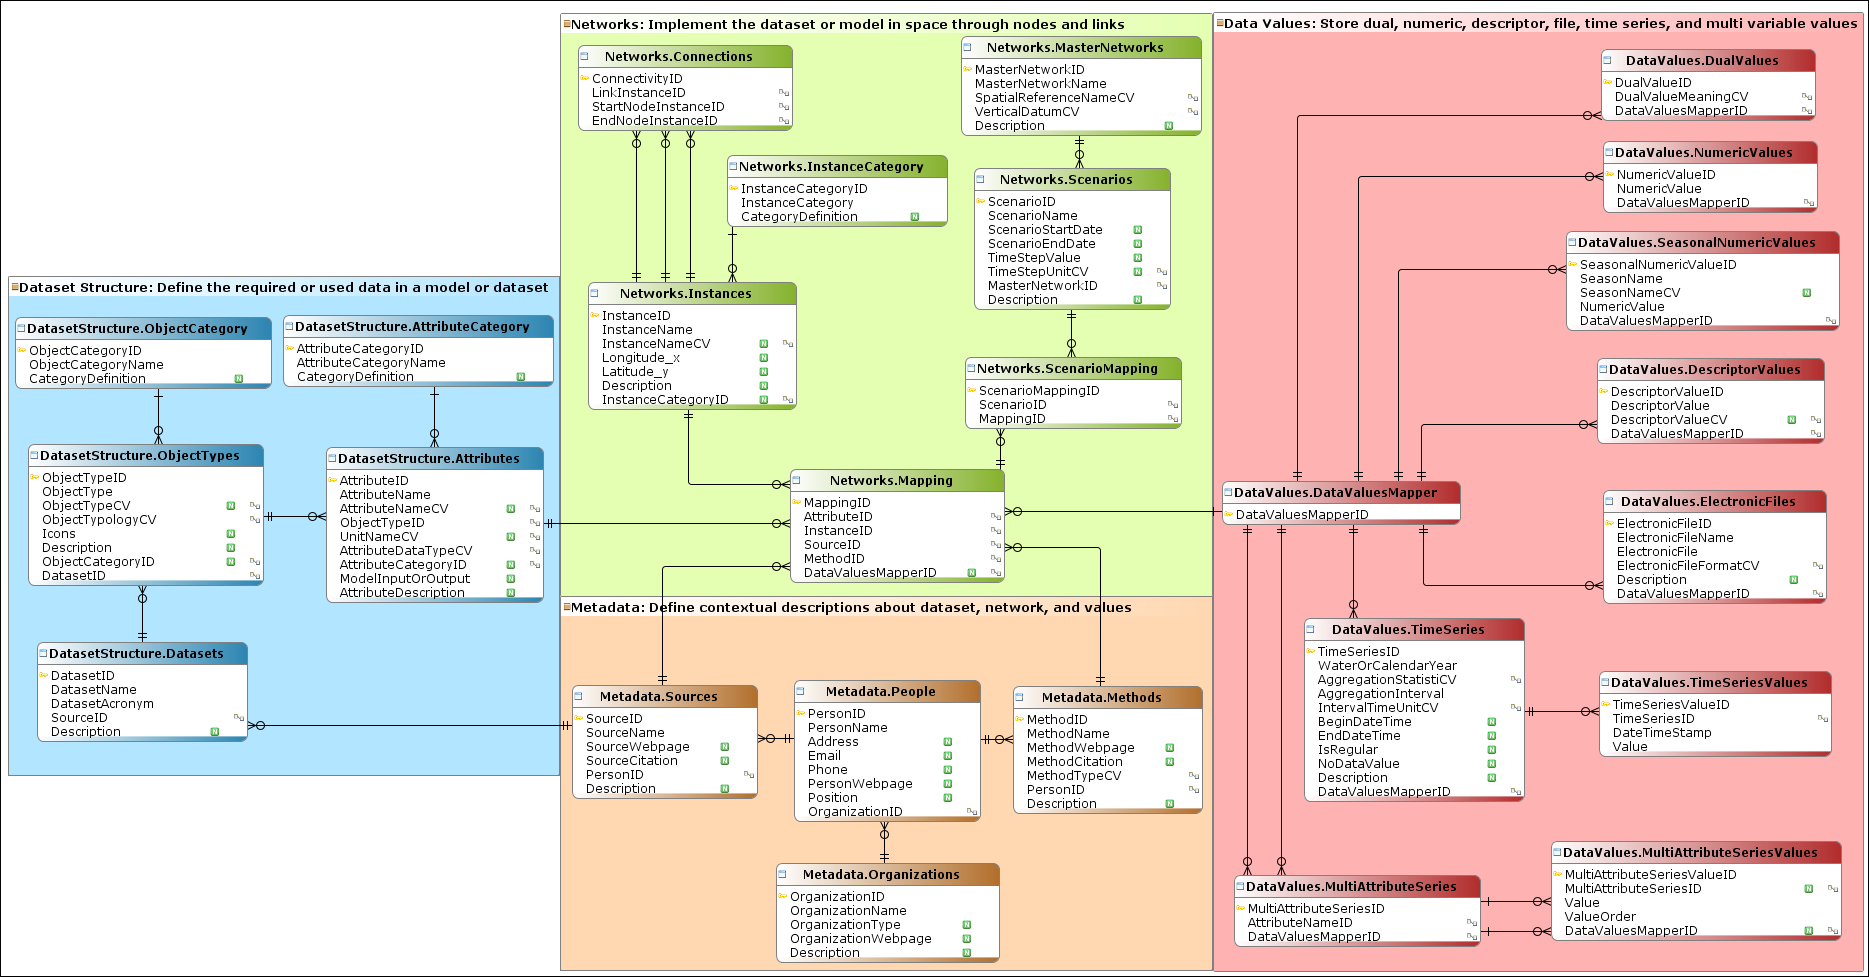 Networks: Implement the dataset or model in space through nodes and links
Networks.Connections
ConnectivityID
LinkInstanceID
StartNodeInstanceID
EndNodeInstanceID
Networks.MasterNetworks
MasterNetworkID
MasterNetworkName
SpatialReferenceNameCV
VerticalDatumCV
Description N
Networks.InstanceCategory
InstanceCategoryID
InstanceCategory
CategoryDefinition N
Networks.Scenarios
ScenarioID
ScenarioName
ScenarioStartDate N
ScenarioEndDate N
TimeStepValue N
TimeStepUnitCV N
MasterNetworkID
Description N
Networks.Instances
InstanceID
InstanceName
InstanceNameCV N
Longitude_x N
Latitude_y N
Description N
InstanceCategoryID N
Networks.ScenarioMapping
ScenarioMappingID
ScenarioID
MappingID
Networks.Mapping
MappingID
AttributeID
InstanceID
SourceID
MethodID
DataValuesMapperID N
Dataset Structure: Define the required or used data in a model or dataset
DatasetStructure.ObjectCategory
ObjectCategoryID
ObjectCategoryName
CategoryDefinition N
DatasetStructure.AttributeCategory
AttributeCategoryID
AttributeCategoryName
CategoryDefinition N
DatasetStructure.ObjectTypes
ObjectTypeID
ObjectType
ObjectTypeCV N
ObjectTypologyCV
Icons N
Description N
ObjectCategoryID N
DatasetID
DatasetStructure.Attributes
AttributeID
AttributeName
AttributeNameCV N
ObjectTypeID
UnitNameCV N
AttributeDataTypeCV
AttributeCategoryID N
ModelInputOrOutput N
AttributeDescription N
DatasetStructure.Datasets
DatasetID
DatasetName
DatasetAcronym
SourceID
Description N
Metadata: Define contextual descriptions about dataset, network, and values
Metadata.Sources
SourceID
SourceName
SourceWebpage N
SourceCitation N
PersonID
Description N
Metadata.People
PersonID
PersonName
Address N
Email N
Phone N
PersonWebpage N
Position N
OrganizationID
Metadata.Methods
MethodID
MethodName
MethodWebpage N
MethodCitation N
MethodTypeCV
PersonID
Description N
Metadata.Organizations
OrganizationID
OrganizationName
OrganizationType N
OrganizationWebpage N
Description N
Data Values: Store dual, numeric, descriptor, file, time series, and multi variable values
DataValues.DualValues
DualValueID
DualValueMeaningCV
DataValuesMapperID
DataValues.NumericValues
NumericValueID
NumericValue
DataValuesMapperID
DataValues.SeasonalNumericValues
SeasonalNumericValueID
SeasonName
SeasonNameCV N
NumericValue
DataValuesMapperID
DataValues.DescriptorValues
DescriptorValueID
DescriptorValue
DescriptorValueCV N
DataValuesMapperID
DataValues.DataValuesMapper
DataValuesMapperID
DataValues.ElectronicFiles
ElectronicFileID
ElectronicFileName
ElectronicFile
ElectronicFileFormatCV
Description N
DataValuesMapperID
DataValues.TimeSeries
TimeSeriesID
WaterOrCalendarYear
AggregationStatistiCV
AggregationInterval
IntervalTimeUnitCV
BeginDateTime N
EndDateTime N
IsRegular N
NoDataValue N
Description N
DataValuesMapperID
DataValues.TimeSeriesValues
TimeSeriesValueID
TimeSeriesID
DateTimeStamp
Value
DataValues.MultiAttributeSeries
MultiAttributeSeriesID
AttributeNameID
DataValuesMapperID
DataValues.MultiAttributeSeriesValues
MultiAttributeSeriesValueID
MultiAttributeSeriesID N
Value
ValueOrder
DataValuesMapperID N